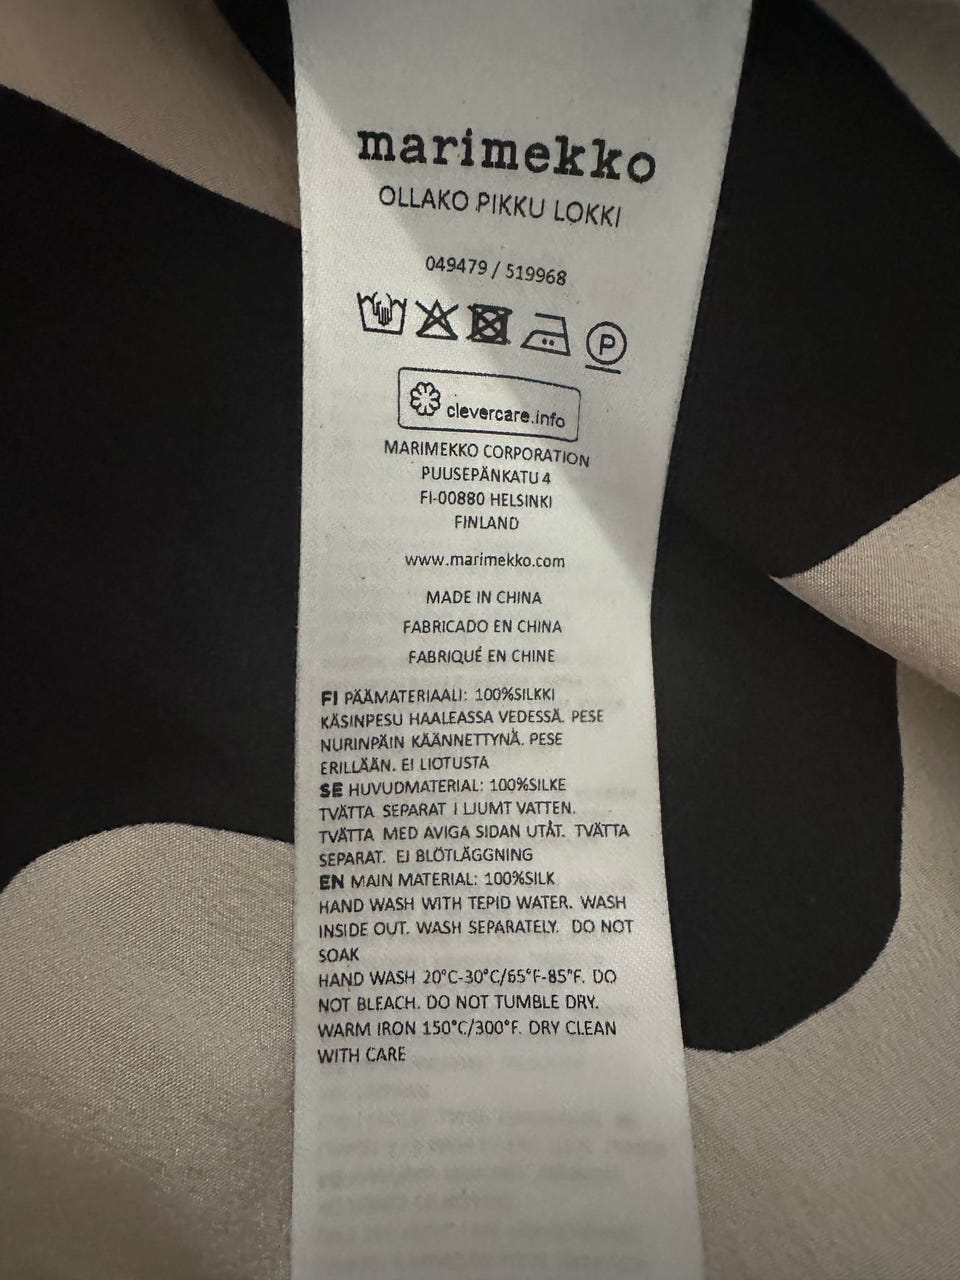 marimekko
OLLAKO PIKKU LOKKI
049479 / 519968
P
clevercare.info
MARIMEKKO CORPORATION
PUUSEPÄNKATU 4
FI-00880 HELSINKI
FINLAND
www.marimekko.com
MADE IN CHINA
FABRICADO EN CHINA
FABRIQUÉ EN CHINE
FI PÄÄMATERIAALI: 100%SILKKI
KÄSINPESU HAALEASSA VEDESSÄ. PESE
NURINPÄIN KÄÄNNETTYNÄ. PESE
ERILLÄÄN. EI LIOTUSTA
SE HUVUDMATERIAL: 100%SILKE
TVÄTTA SEPARAT I LJUMT VATTEN.
TVÄTTA MED AVIGA SIDAN UTÅT. TVÄTTA
SEPARAT. EJ BLÖTLÄGGNING
EN MAIN MATERIAL: 100%SILK
HAND WASH WITH TEPID WATER. WASH
INSIDE OUT. WASH SEPARATELY. DO NOT
SOAK
HAND WASH 20°C-30°C/65°F-85°F. DO
NOT BLEACH. DO NOT TUMBLE DRY.
WARM IRON 150°C/300°F. DRY CLEAN
WITH CARE